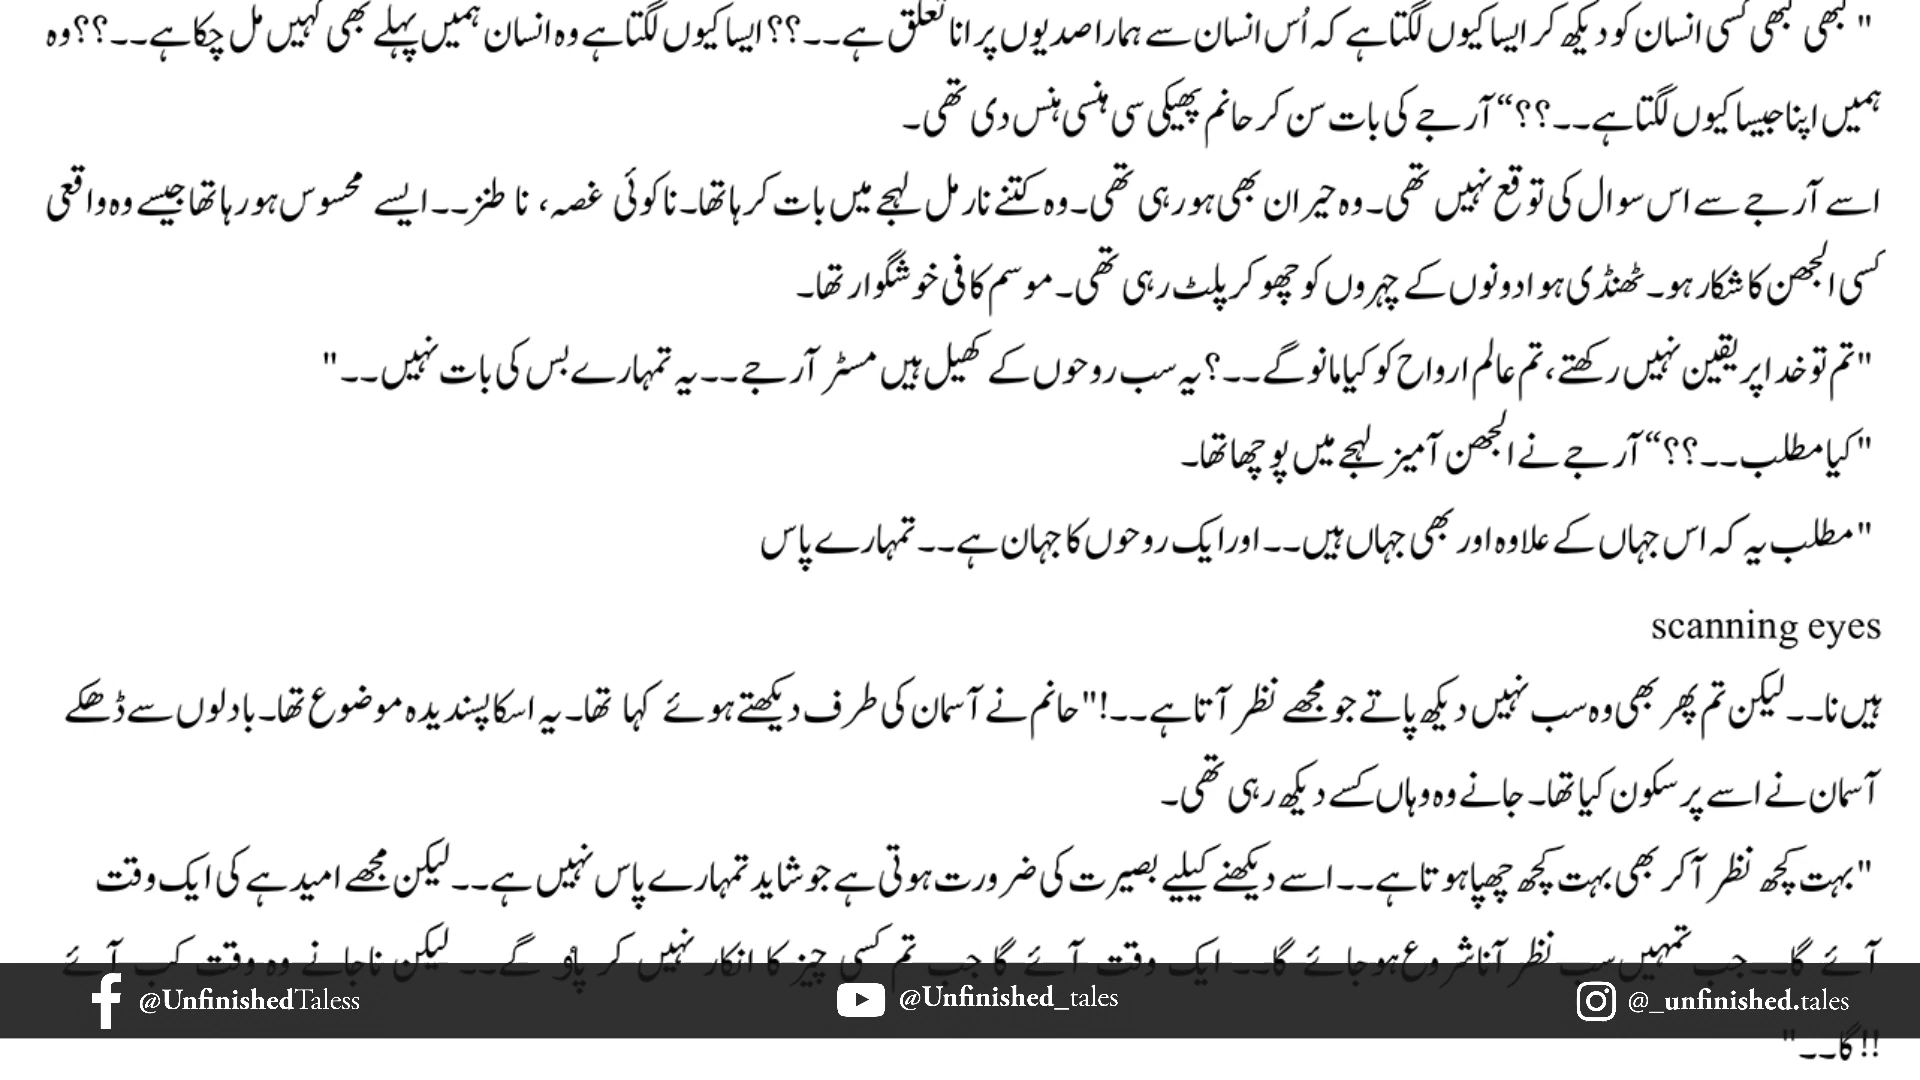 "کبھی کبھی کسی انسان کو دیکھ کر ایسا کیوں لگتا ہے کہ اُس انسان سے ہمارا صدیوں پرانا تعلق ہے۔۔؟؟ ایسا کیوں لگتا ہے وہ انسان ہمیں پہلے بھی کہیں مل چکا ہے۔۔؟؟ وہ
ہمیں اپنا جیسا کیوں لگتا ہے۔۔؟؟“ آر جے کی بات سن کر حانم پھیکی سی ہنسی ہنس دی تھی۔
اسے آر جے سے اس سوال کی توقع نہیں تھی۔ وہ حیران بھی ہو رہی تھی۔ وہ کتنے نارمل لہجے میں بات کر رہا تھا۔ نا کوئی غصہ، نا طنز۔۔ ایسے محسوس ہو رہا تھا جیسے وہ واقعی
کسی الجھن کا شکار ہو۔ ٹھنڈی ہوا دونوں کے چہروں کو چھو کر پلٹ رہی تھی۔ موسم کافی خوشگوار تھا۔
"تم تو خدا پر یقین نہیں رکھتے، تم عالم ارواح کو کیا مانو گے۔۔؟ یہ سب روحوں کے کھیل ہیں مسٹر آر جے۔۔ یہ تمہارے بس کی بات نہیں۔۔"
"کیا مطلب۔۔؟؟“ آر جے نے الجھن آمیز لہجے میں پوچھا تھا۔
"مطلب یہ کہ اس جہاں کے علاوہ اور بھی جہاں ہیں۔۔ اور ایک روحوں کا جہان ہے۔۔ تمہارے پاس
scanning eyes
ہیں نا۔۔ لیکن تم پھر بھی وہ سب نہیں دیکھ پاتے جو مجھے نظر آتا ہے۔۔!" حانم نے آسمان کی طرف دیکھتے ہوئے کہا تھا۔ یہ اسکا پسندیدہ موضوع تھا۔ بادلوں سے ڈھکے
آسمان نے اسے پرسکون کیا تھا۔ جانے وہ وہاں کسے دیکھ رہی تھی۔
"بہت کچھ نظر آ کر بھی بہت کچھ چھپا ہوتا ہے۔۔ اسے دیکھنے کیلیے بصیرت کی ضرورت ہوتی ہے جو شاید تمہارے پاس نہیں ہے۔۔ لیکن مجھے امید ہے کی ایک وقت
آئے گا۔۔ جب تمہیں سب نظر آنا شروع ہو جائے گا۔۔ ایک وقت آئے گا جب تم کسی چیز کا انکار نہیں کر پاؤ گے۔۔ لیکن نا جانے وہ وقت کب آئے
گا۔۔"!!
@UnfinishedTaless
@Unfinished_tales
@_unfinished.tales